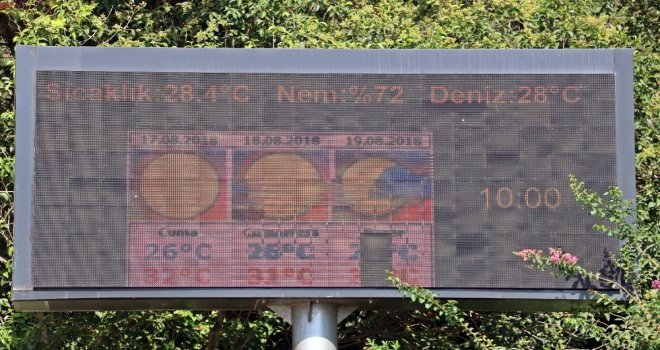 Sıcaklık:28.4°C Nem:%72 Deniz:28°C
17.08.2018 18.08.2018 19.08.2018
10:00
Cuma Cumartesi
26°C 26°C
32°C 31°C